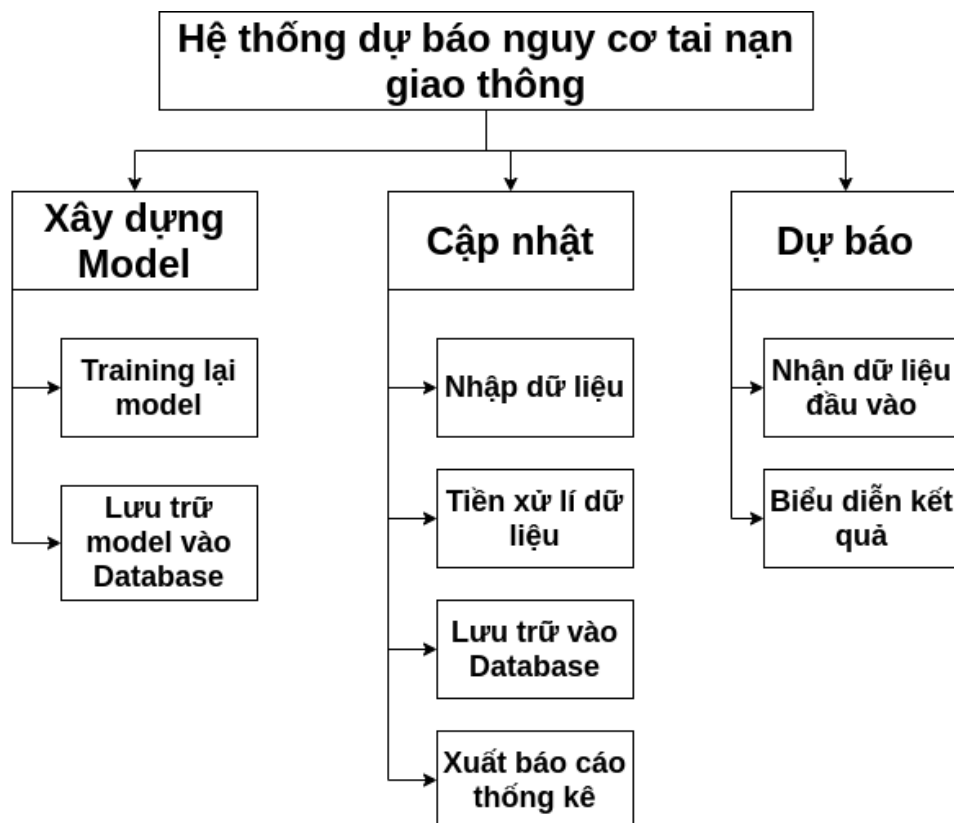 Hệ thống dự báo nguy cơ tai nạn
giao thông
Xây dựng
Model
Training lại
model
Lưu trữ
model vào
Database
Cập nhật
Nhập dữ liệu
Tiền xử lí dữ
liệu
Lưu trữ vào
Database
Xuất báo cáo
thống kê
Dự báo
Nhận dữ liệu
đầu vào
Biểu diễn kết
quả